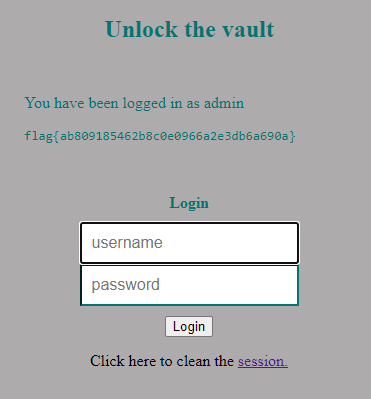 Unlock the vault
You have been logged in as admin
flag{ab809185462b8c0e0966a2e3db6a690a}
Login
username
password
Login
Click here to clean the session.